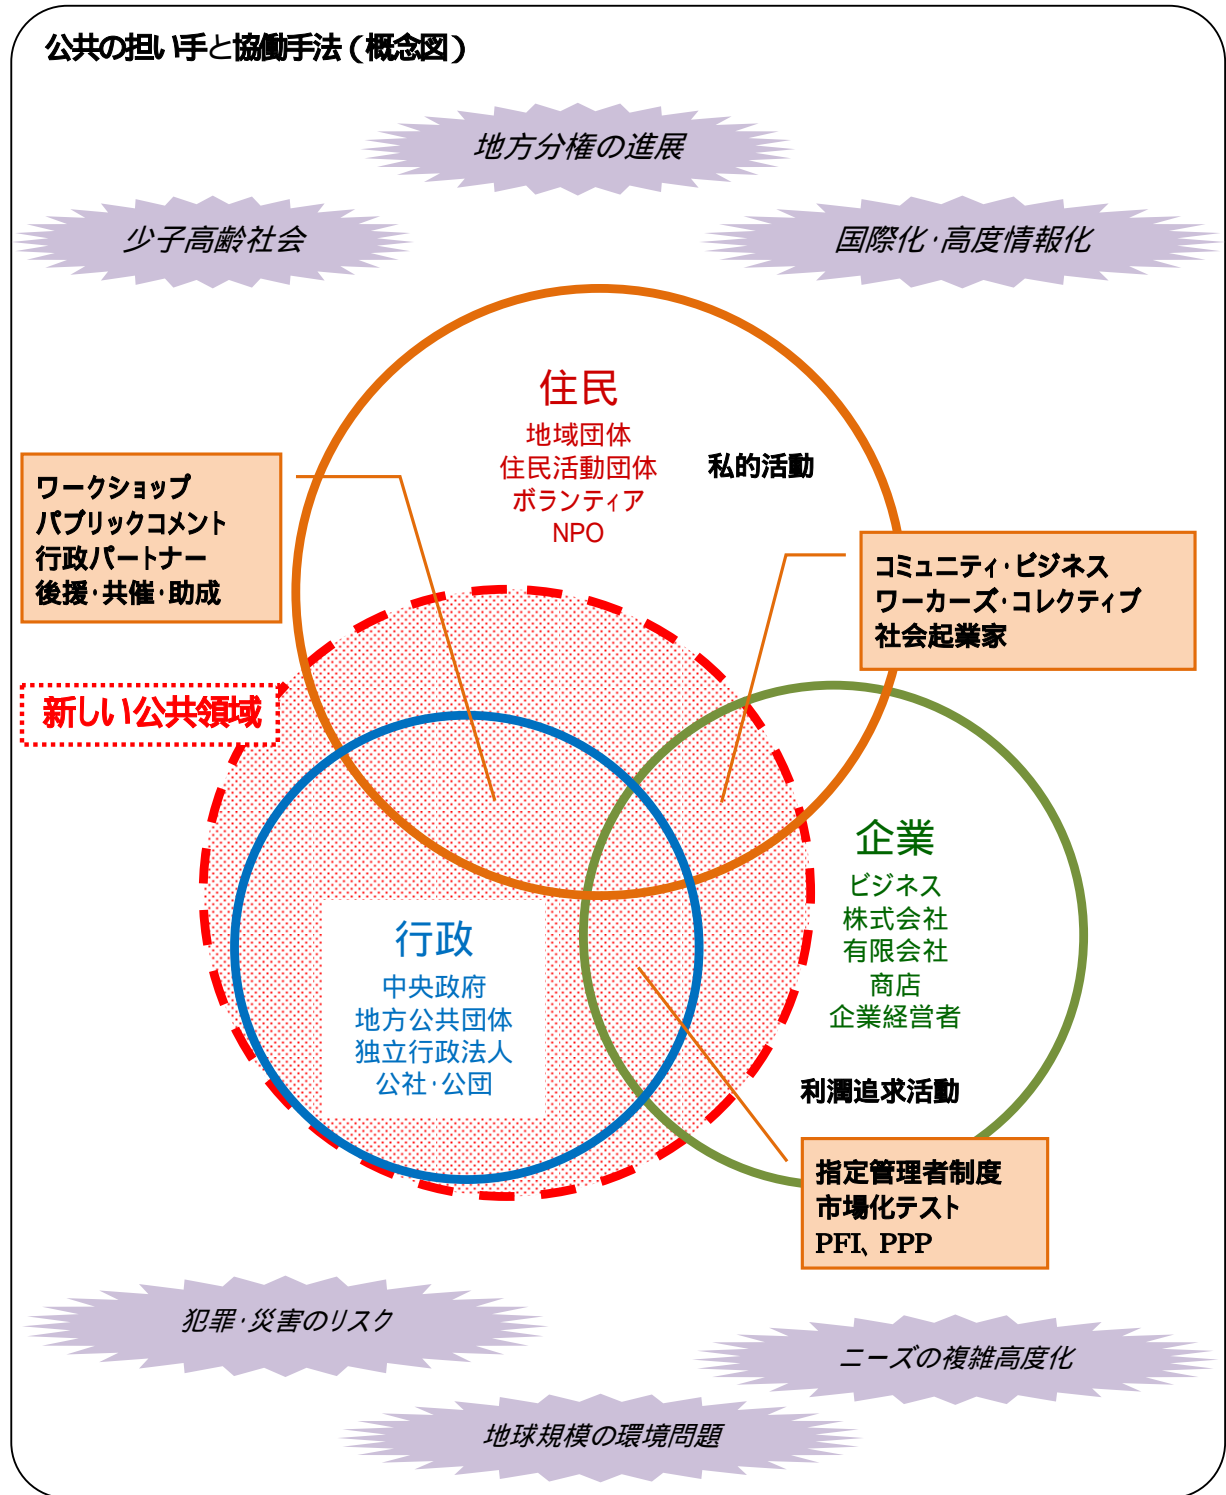 公共の担い手と協働手法(概念図)
地方分権の進展
少子高齢社会
国際化・高度情報化
住民
地域団体
住民活動団体
ボランティア
NPO
私的活動
ワークショップ
パブリックコメント
行政パートナー
後援・共催・助成
コミュニティ・ビジネス
ワーカーズ・コレクティブ
社会起業家
新しい公共領域
企業
ビジネス
株式会社
有限会社
商店
企業経営者
行政
中央政府
地方公共団体
独立行政法人
公社・公団
利潤追求活動
指定管理者制度
市場化テスト
PFI、PPP
犯罪・災害のリスク
ニーズの複雑高度化
地球規模の環境問題